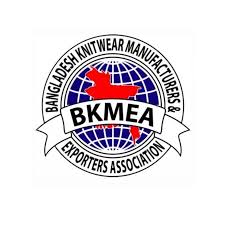 BANGLADESH KNITWEAR MANUFACTURERS &
BKMEA
EXPORTERS ASSOCIATION